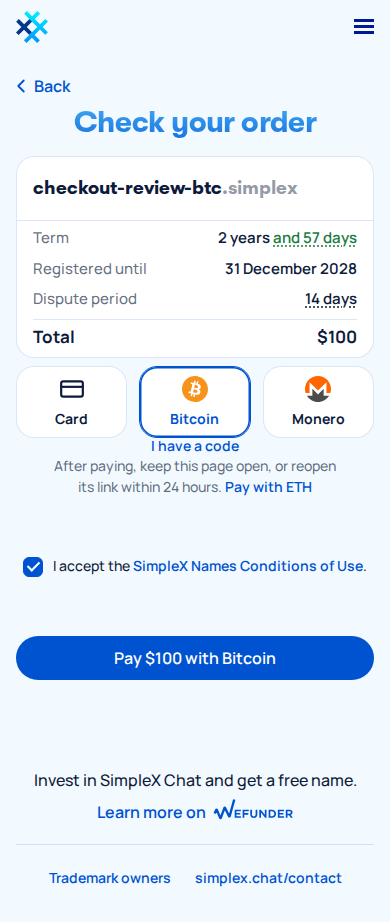 Back
Check your order
checkout-review-btc.simplex
Term 2 years and 57 days
Registered until 31 December 2028
Dispute period 14 days
Total $100
Card Bitcoin Monero
I have a code
After paying, keep this page open, or reopen
its link within 24 hours. Pay with ETH
I accept the SimpleX Names Conditions of Use.
Pay $100 with Bitcoin
Invest in SimpleX Chat and get a free name.
Learn more on WEFUNDER
Trademark owners simplex.chat/contact